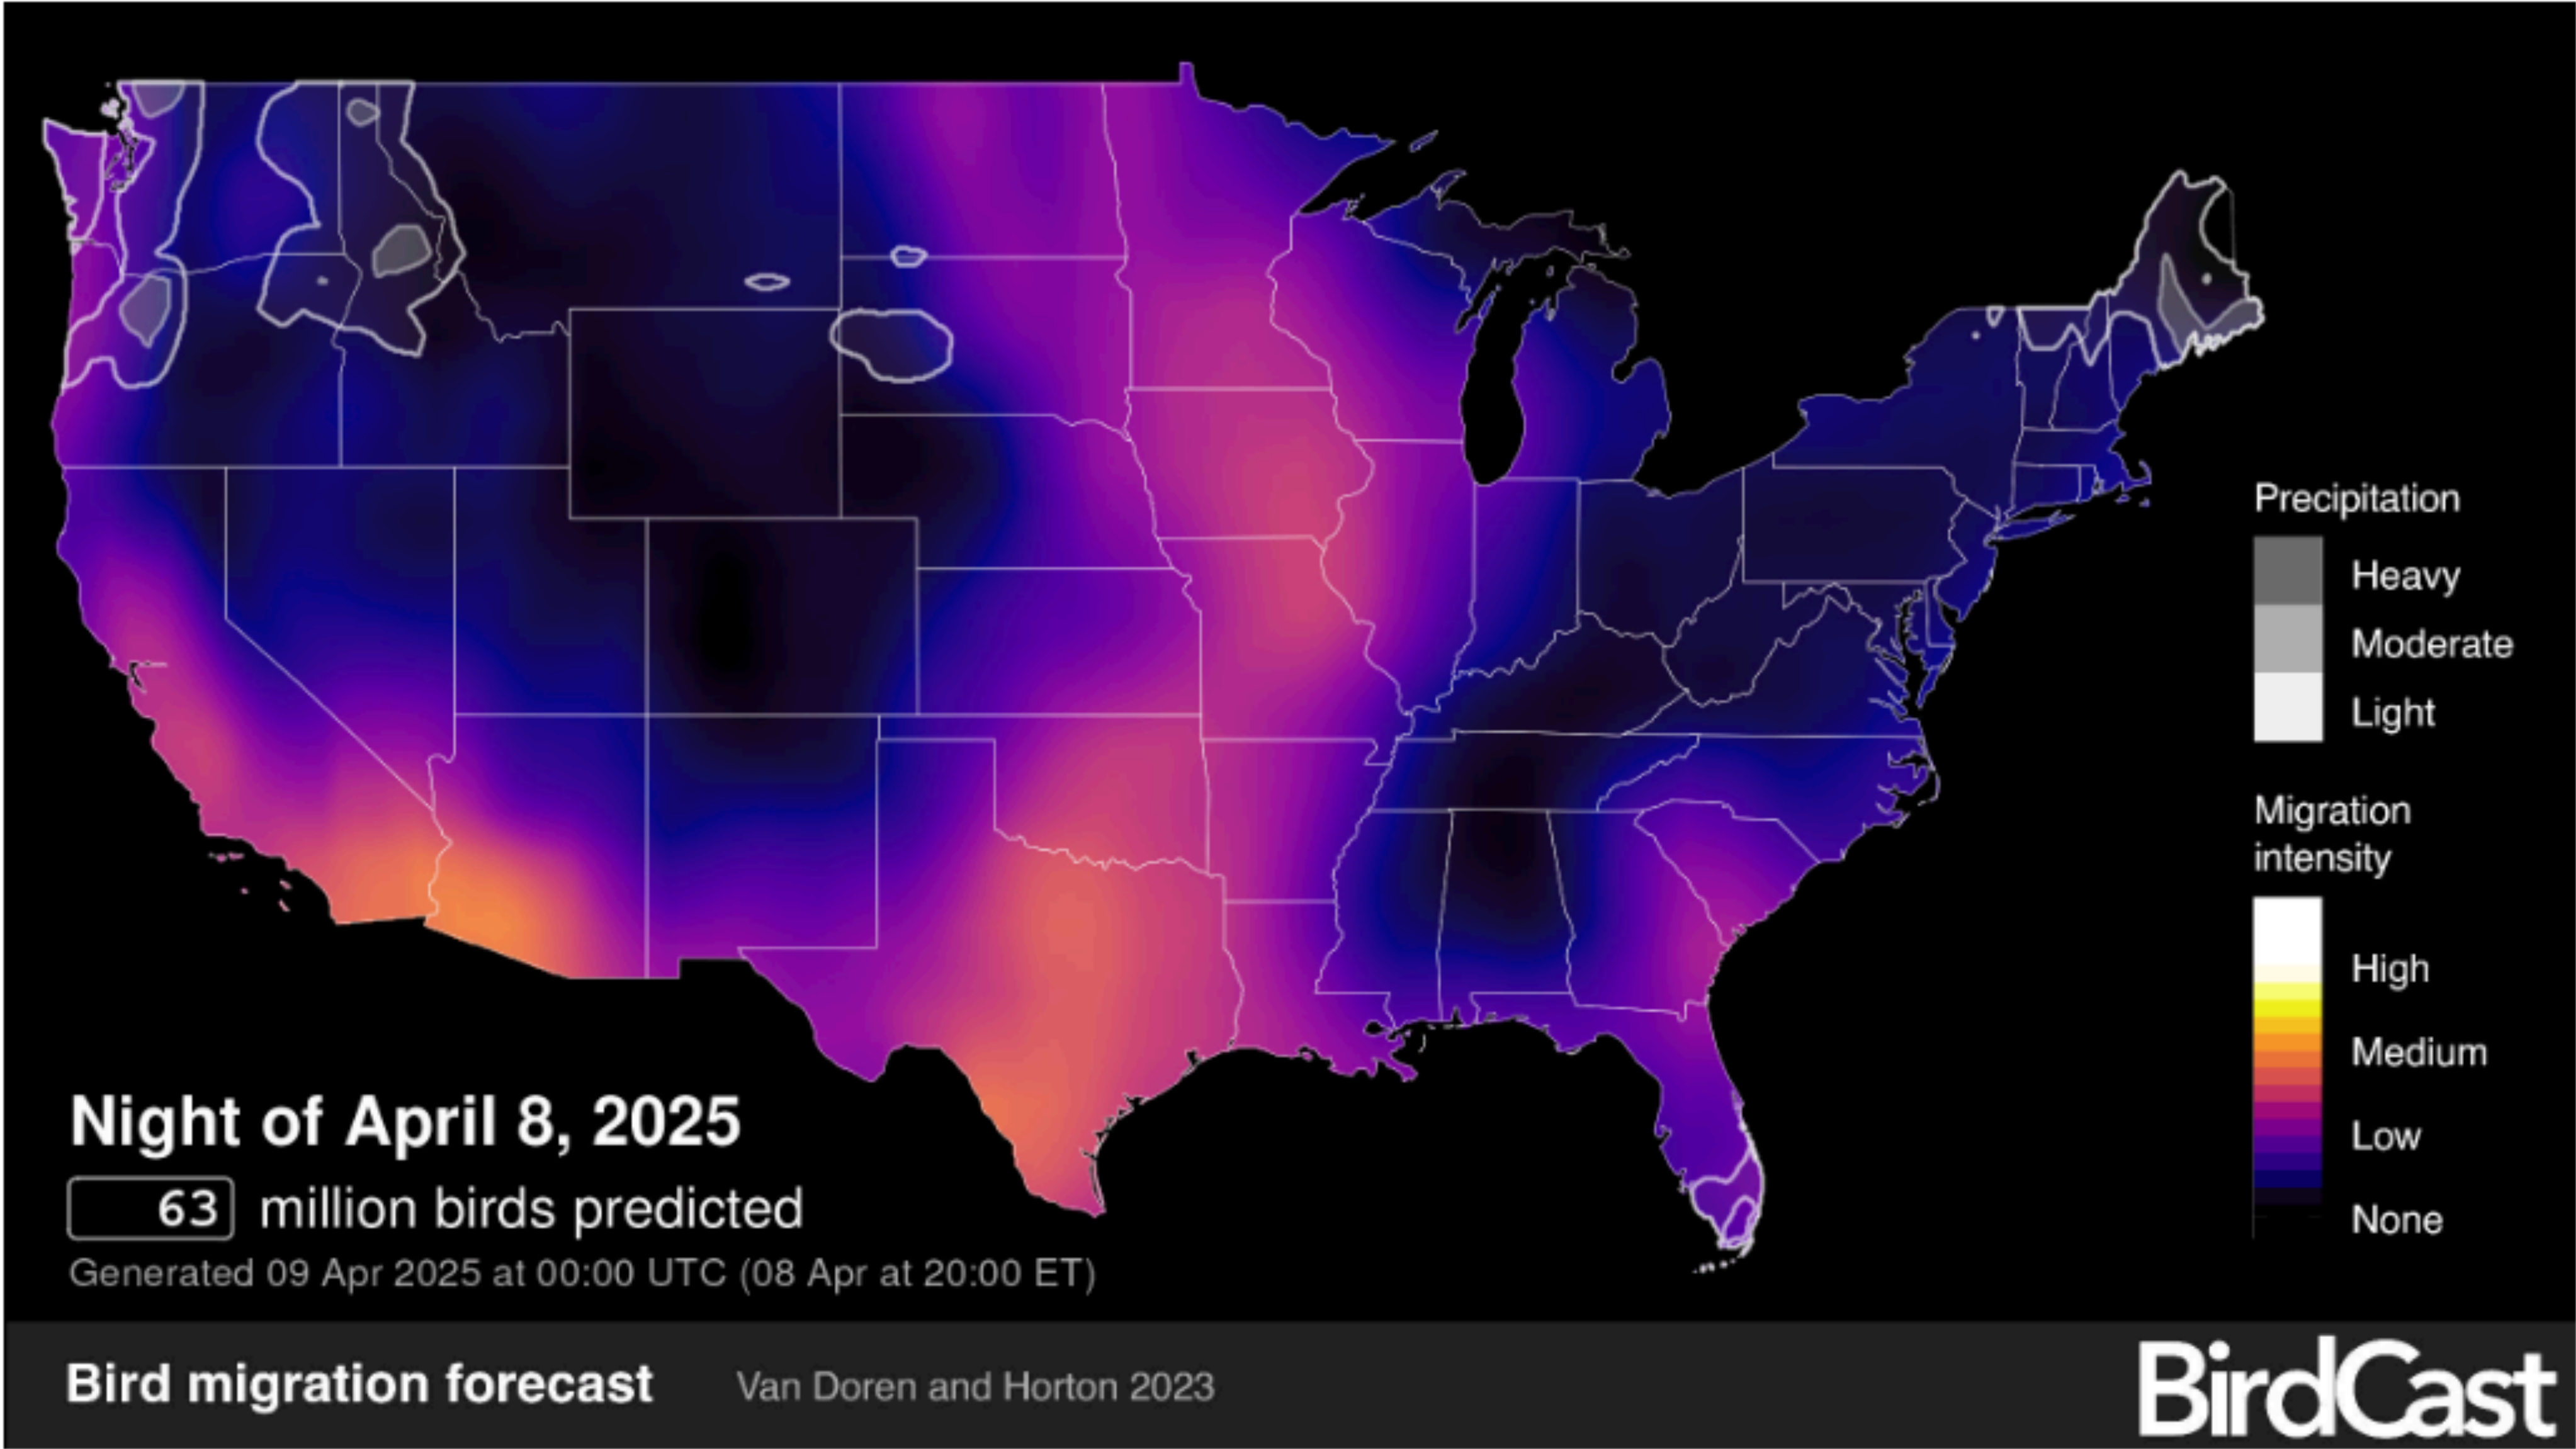 Precipitation
Heavy
Moderate
Light
Migration
intensity
High
Medium
Low
None
Night of April 8, 2025
63 million birds predicted
Generated 09 Apr 2025 at 00:00 UTC (08 Apr at 20:00 ET)
Bird migration forecast Van Doren and Horton 2023
BirdCast